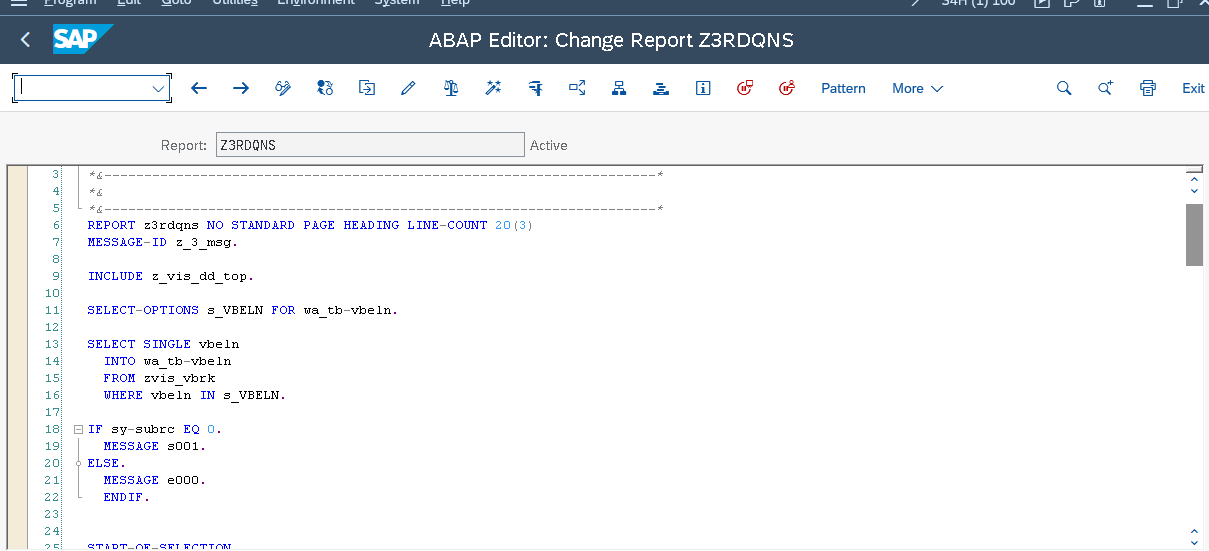 Program Edit Goto Utilities Environment System Help S4H (1) 100
SAP ABAP Editor: Change Report Z3RDQNS
Pattern More Exit
Report: Z3RDQNS Active
3 *&---------------------------------------------------------------------*
4 *&
5 *&---------------------------------------------------------------------*
6 REPORT z3rdqns NO STANDARD PAGE HEADING LINE-COUNT 20(3)
7 MESSAGE-ID z_3_msg.
8
9 INCLUDE z_vis_dd_top.
10
11 SELECT-OPTIONS s_VBELN FOR wa_tb-vbeln.
12
13 SELECT SINGLE vbeln
14 INTO wa_tb-vbeln
15 FROM zvis_vbrk
16 WHERE vbeln IN s_VBELN.
17
18 IF sy-subrc EQ 0.
19 MESSAGE s001.
20 ELSE.
21 MESSAGE e000.
22 ENDIF.
23
24
25 START-OF-SELECTION